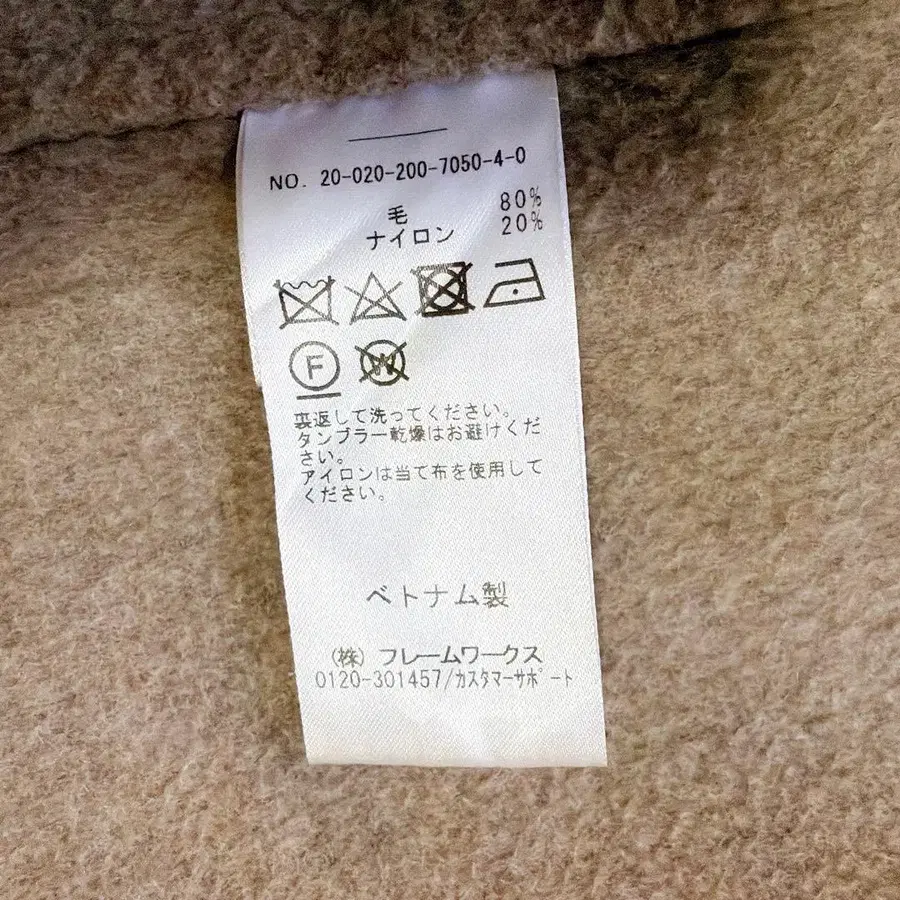 NO. 20-020-200-7050-4-0
毛 80%
ナイロン 20%
F W
裏返して洗ってください。
タンブラー乾燥はお避けくだ
さい。
アイロンは当て布を使用して
ください。
ベトナム製
(株) フレームワークス
0120-301457/カスタマーサポート